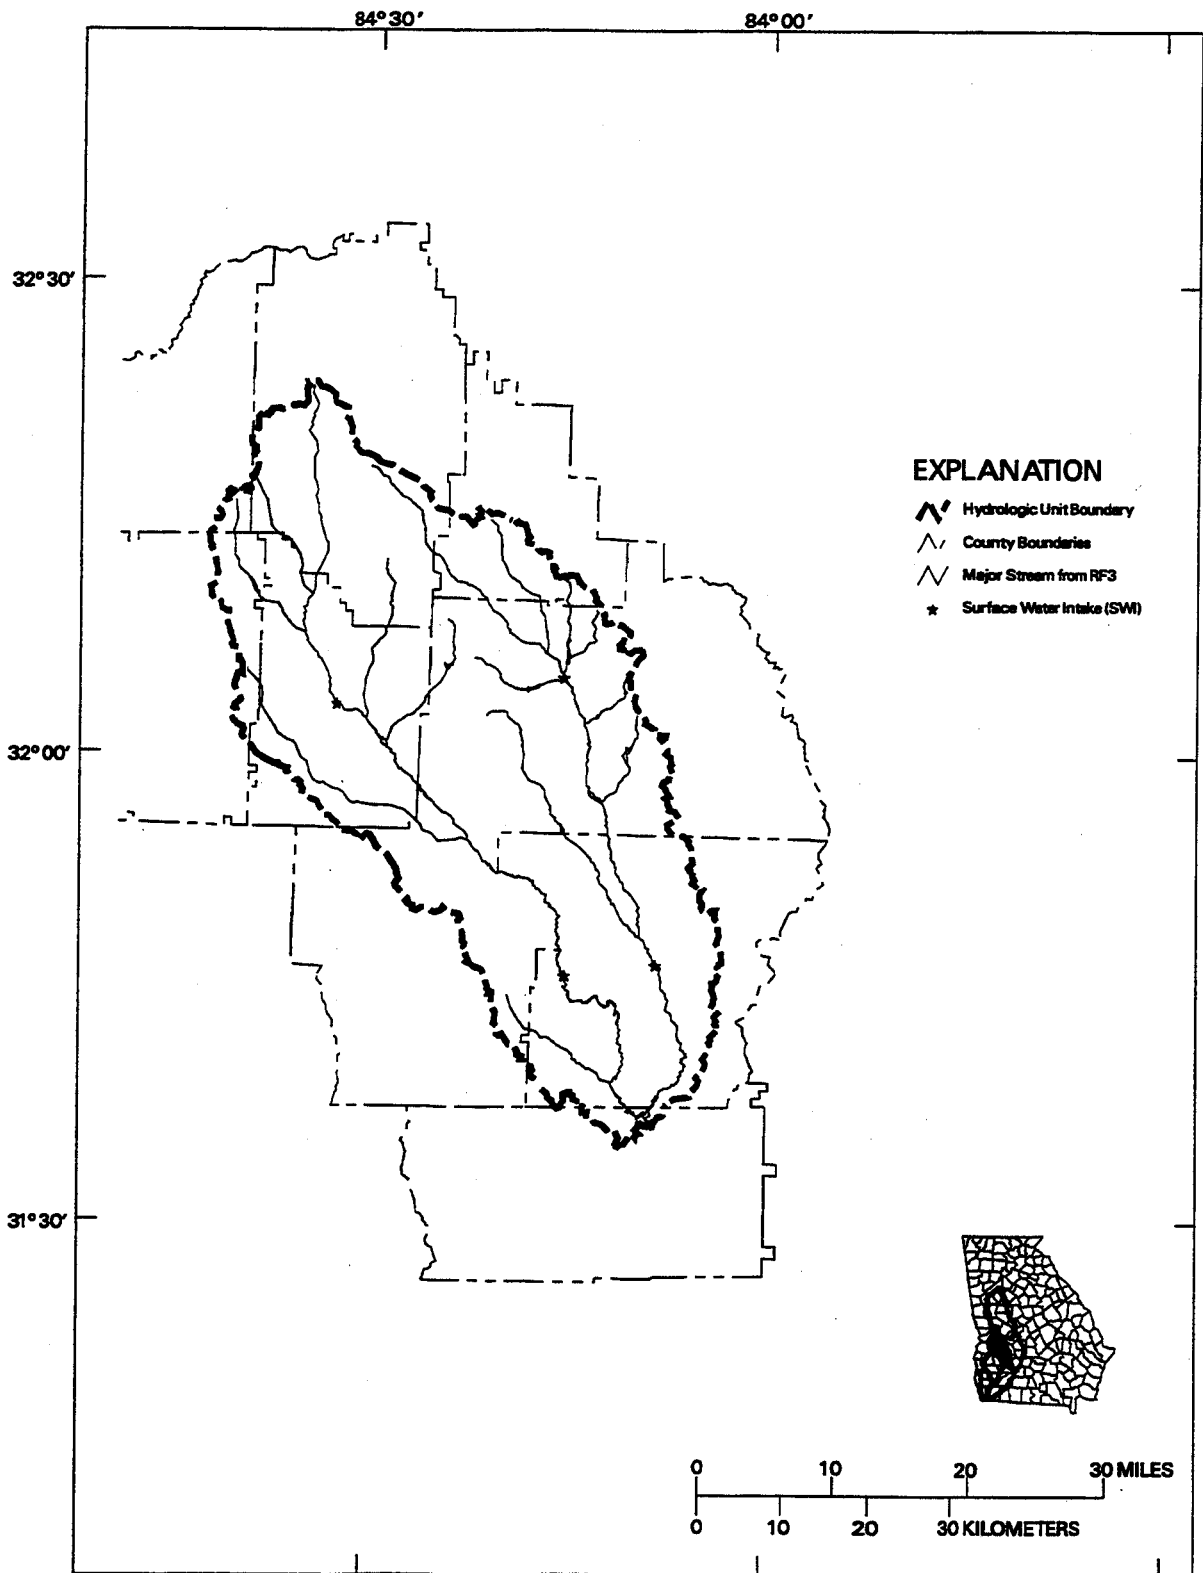 84°30′ 84°00′
32°30′
EXPLANATION
Hydrologic Unit Boundary
County Boundaries
Major Stream from RF3
Surface Water Intake (SWI)
32°00′
31°30′
0 10 20 30 MILES
0 10 20 30 KILOMETERS